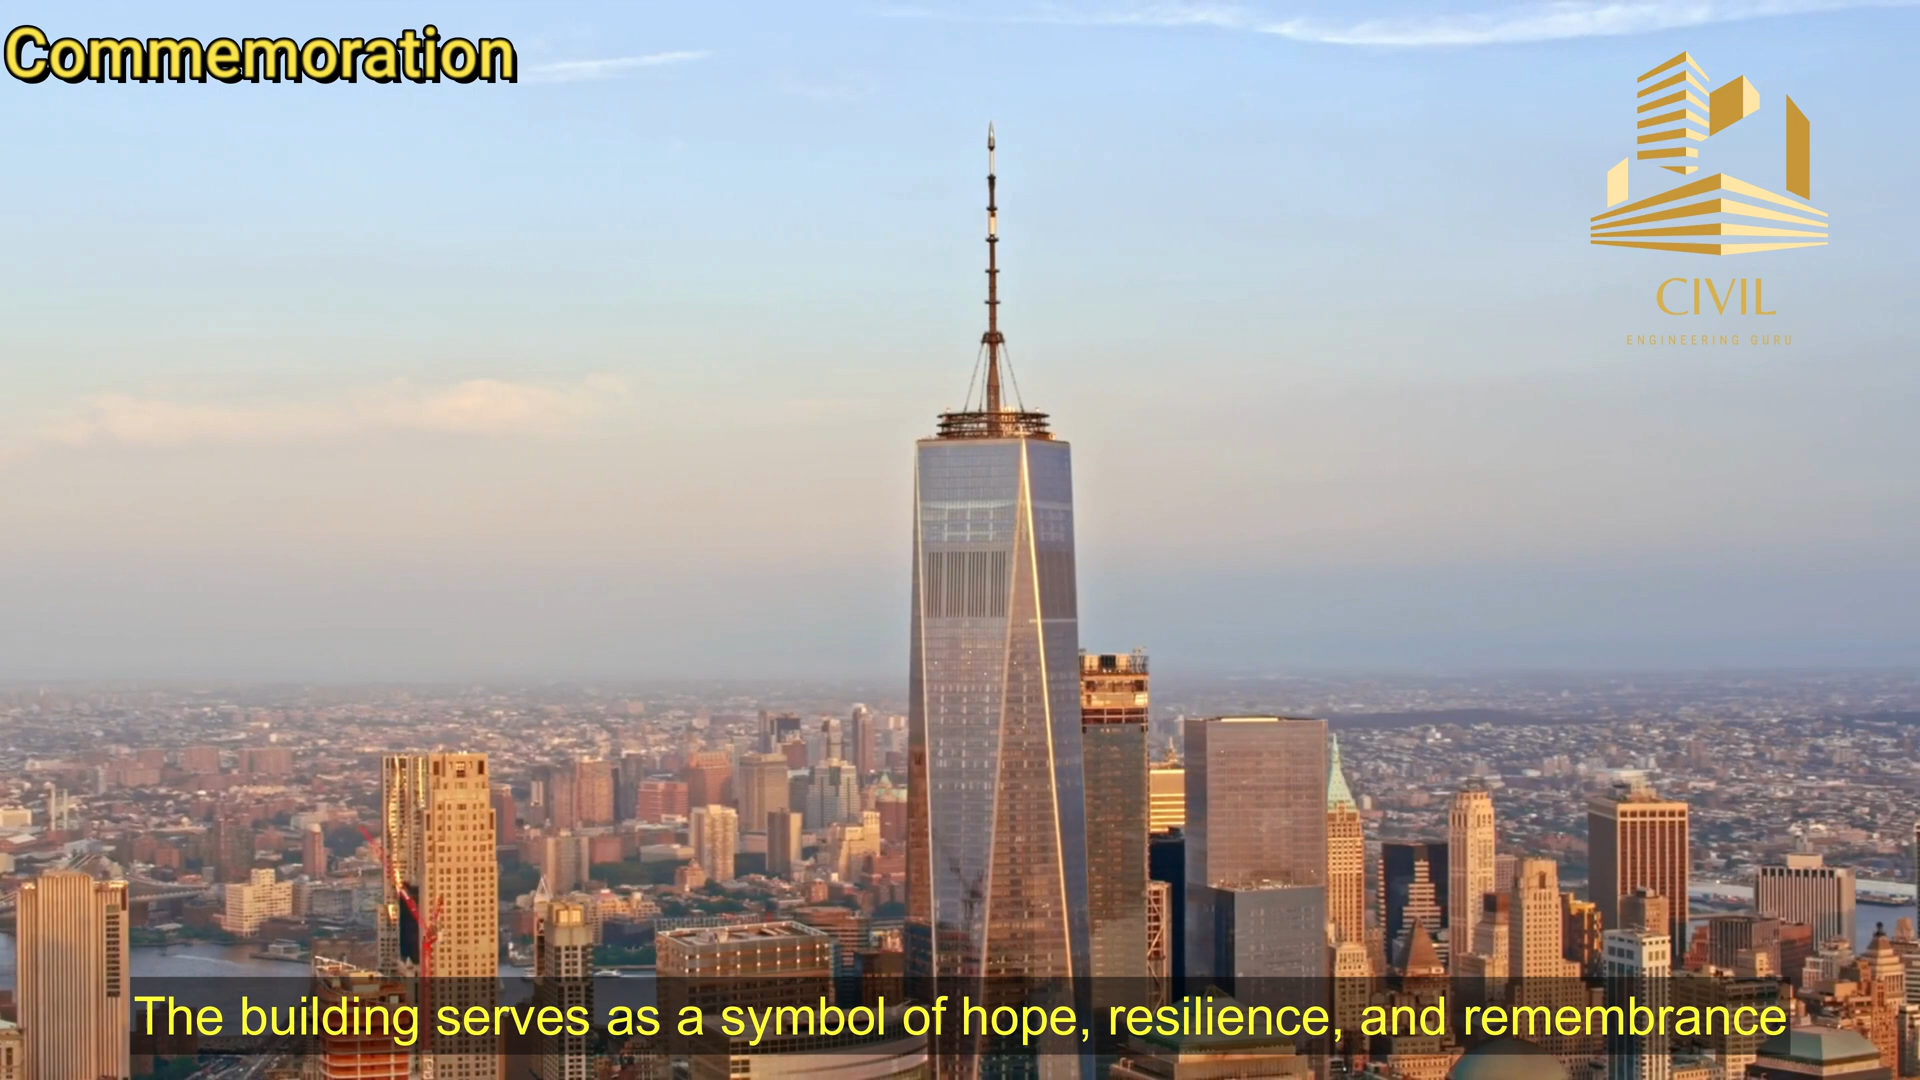 Commemoration
CIVIL
ENGINEERING GURU
The building serves as a symbol of hope, resilience, and remembrance